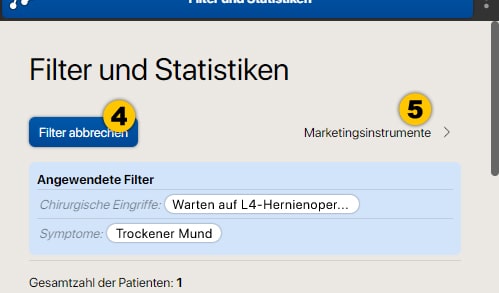 Filter und Statistiken
Filter und Statistiken
4
5
Filter abbrechen
Marketingsinstrumente
Angewendete Filter
Chirurgische Eingriffe: Warten auf L4-Hernienoper...
Symptome: Trockener Mund
Gesamtzahl der Patienten: 1